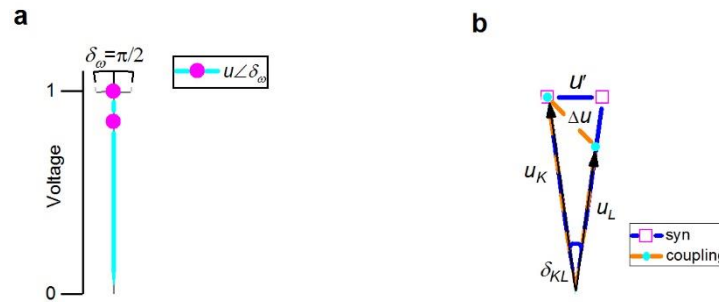 a
δω=π/2
u∠δω
1
Voltage
0
b
u'
Δu
uK
uL
δKL
syn
coupling